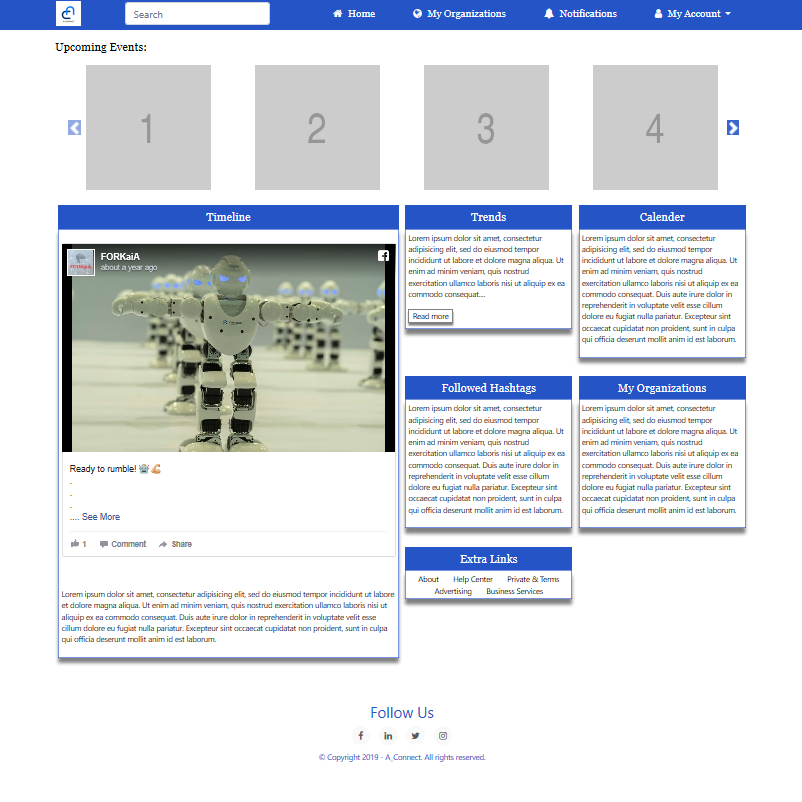 Search
Home
My Organizations
Notifications
My Account
Upcoming Events:
1
2
3
4
Timeline
FORKaiA
about a year ago
Ready to rumble!
.
.
.
.... See More
1
Comment
Share
Lorem ipsum dolor sit amet, consectetur adipisicing elit, sed do eiusmod tempor incididunt ut labore
et dolore magna aliqua. Ut enim ad minim veniam, quis nostrud exercitation ullamco laboris nisi ut
aliquip ex ea commodo consequat. Duis aute irure dolor in reprehenderit in voluptate velit esse
cillum dolore eu fugiat nulla pariatur. Excepteur sint occaecat cupidatat non proident, sunt in culpa
qui officia deserunt mollit anim id est laborum.
Trends
Lorem ipsum dolor sit amet, consectetur
adipisicing elit, sed do eiusmod tempor
incididunt ut labore et dolore magna aliqua. Ut
enim ad minim veniam, quis nostrud
exercitation ullamco laboris nisi ut aliquip ex ea
commodo consequat...
Read more
Calender
Lorem ipsum dolor sit amet, consectetur
adipisicing elit, sed do eiusmod tempor
incididunt ut labore et dolore magna aliqua. Ut
enim ad minim veniam, quis nostrud
exercitation ullamco laboris nisi ut aliquip ex ea
commodo consequat. Duis aute irure dolor in
reprehenderit in voluptate velit esse cillum
dolore eu fugiat nulla pariatur. Excepteur sint
occaecat cupidatat non proident, sunt in culpa
qui officia deserunt mollit anim id est laborum.
Followed Hashtags
Lorem ipsum dolor sit amet, consectetur
adipisicing elit, sed do eiusmod tempor
incididunt ut labore et dolore magna aliqua. Ut
enim ad minim veniam, quis nostrud
exercitation ullamco laboris nisi ut aliquip ex ea
commodo consequat. Duis aute irure dolor in
reprehenderit in voluptate velit esse cillum
dolore eu fugiat nulla pariatur. Excepteur sint
occaecat cupidatat non proident, sunt in culpa
qui officia deserunt mollit anim id est laborum.
My Organizations
Lorem ipsum dolor sit amet, consectetur
adipisicing elit, sed do eiusmod tempor
incididunt ut labore et dolore magna aliqua. Ut
enim ad minim veniam, quis nostrud
exercitation ullamco laboris nisi ut aliquip ex ea
commodo consequat. Duis aute irure dolor in
reprehenderit in voluptate velit esse cillum
dolore eu fugiat nulla pariatur. Excepteur sint
occaecat cupidatat non proident, sunt in culpa
qui officia deserunt mollit anim id est laborum.
Extra Links
About Help Center Private & Terms
Advertising Business Services
Follow Us
© Copyright 2019 - A_Connect. All rights reserved.